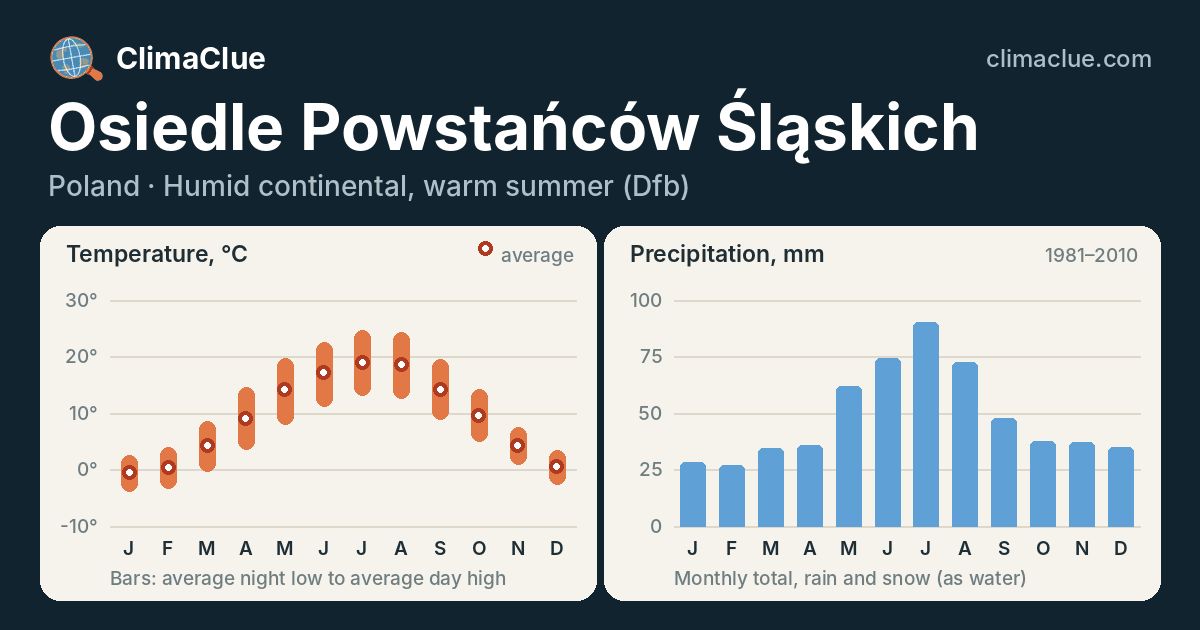 ClimaClue
climaclue.com
Osiedle Powstańców Śląskich
Poland · Humid continental, warm summer (Dfb)
Temperature, °C
average
30°
20°
10°
0°
-10°
J F M A M J J A S O N D
Bars: average night low to average day high
Precipitation, mm
1981–2010
100
75
50
25
0
J F M A M J J A S O N D
Monthly total, rain and snow (as water)